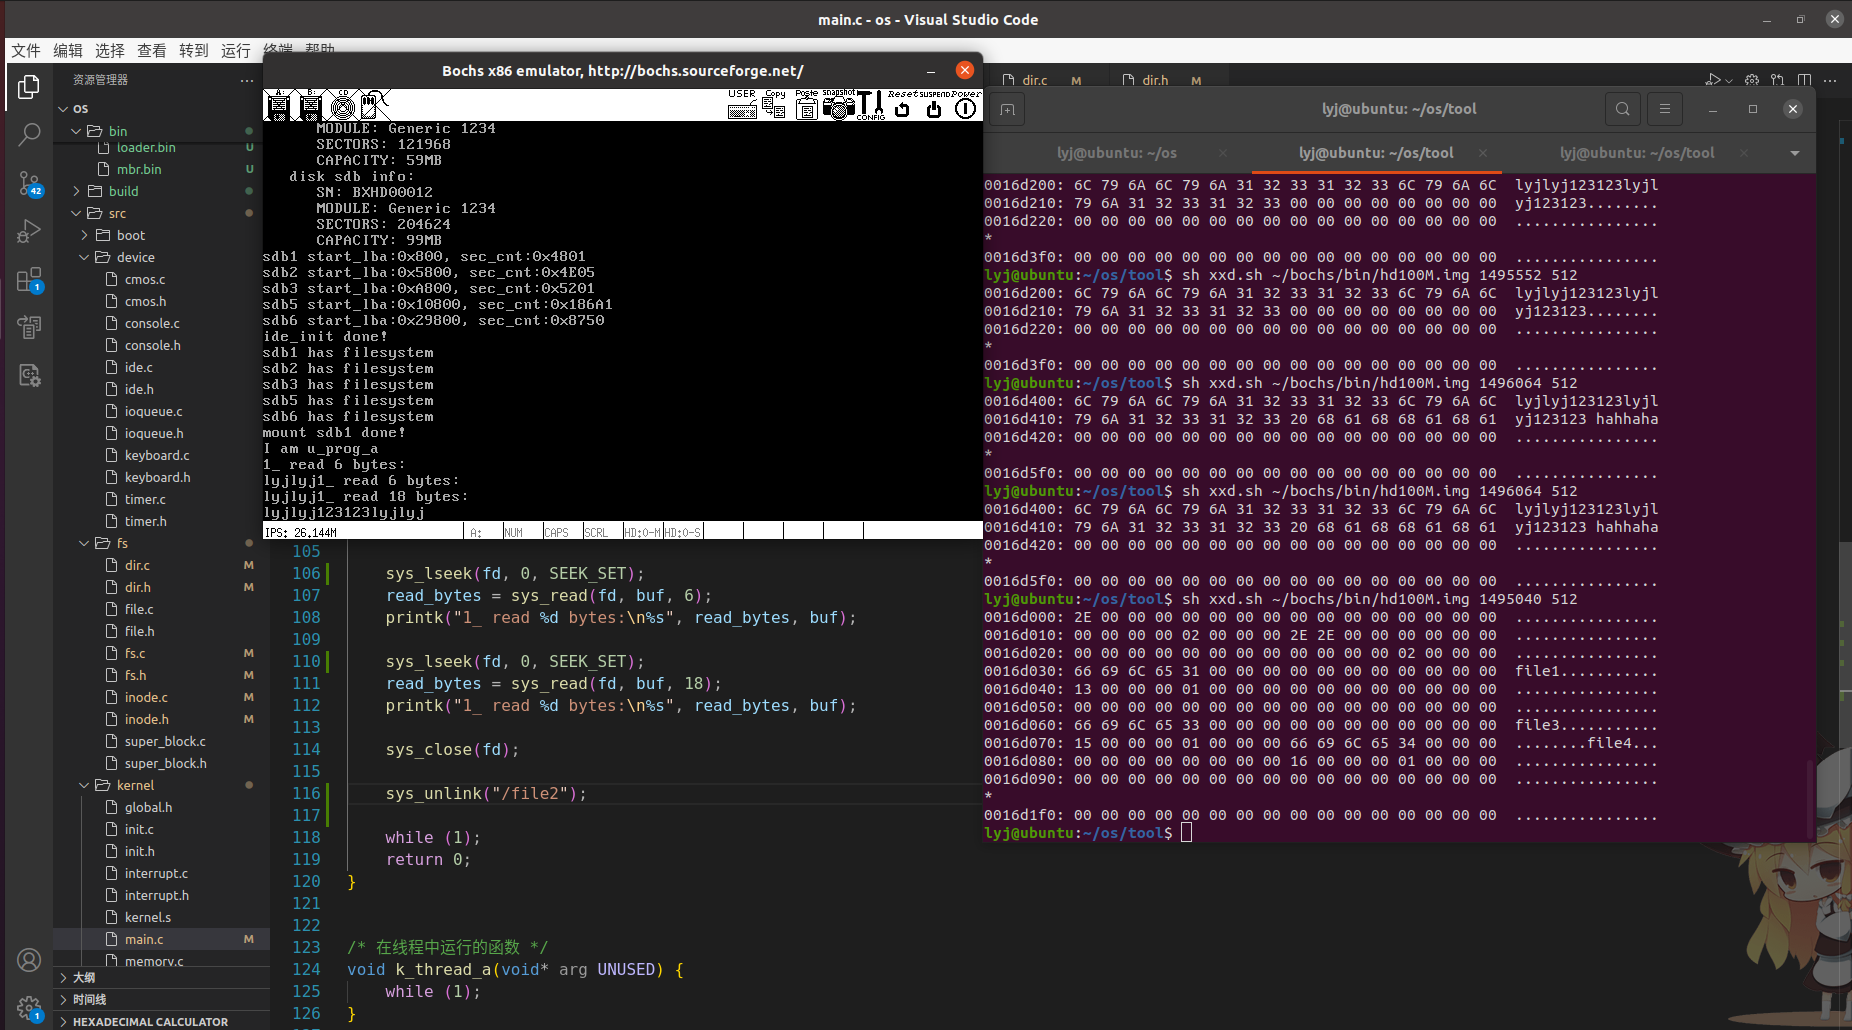 main.c - os - Visual Studio Code
文件 编辑 选择 查看 转到 运行 终端 帮助
资源管理器
OS
bin
loader.bin U
mbr.bin U
build
src
boot
device
cmos.c
cmos.h
console.c
console.h
ide.c
ide.h
ioqueue.c
ioqueue.h
keyboard.c
keyboard.h
timer.c
timer.h
fs
dir.c M
dir.h M
file.c
file.h
fs.c M
fs.h M
inode.c M
inode.h M
super_block.c
super_block.h
kernel
global.h
init.c
init.h
interrupt.c
interrupt.h
kernel.s
main.c M
memory.c
大纲
时间线
HEXADECIMAL CALCULATOR
42
1
1
dir.c M
dir.h M
Bochs x86 emulator, http://bochs.sourceforge.net/
A: B: CD USER Copy Paste snapshot CONFIG Reset SUSPEND Power
MODULE: Generic 1234
SECTORS: 121968
CAPACITY: 59MB
disk sdb info:
SN: BXHD00012
MODULE: Generic 1234
SECTORS: 204624
CAPACITY: 99MB
sdb1 start_lba:0x800, sec_cnt:0x4801
sdb2 start_lba:0x5800, sec_cnt:0x4E05
sdb3 start_lba:0xA800, sec_cnt:0x5201
sdb5 start_lba:0x10800, sec_cnt:0x186A1
sdb6 start_lba:0x29800, sec_cnt:0x8750
ide_init done!
sdb1 has filesystem
sdb2 has filesystem
sdb3 has filesystem
sdb5 has filesystem
sdb6 has filesystem
mount sdb1 done!
I am u_prog_a
1_ read 6 bytes:
lyjlyj1_ read 6 bytes:
lyjlyj1_ read 18 bytes:
lyjlyj123123lyjlyj
IPS: 26.144M A: NUM CAPS SCRL HD:0-M HD:0-S
105
106 sys_lseek(fd, 0, SEEK_SET);
107 read_bytes = sys_read(fd, buf, 6);
108 printk("1_ read %d bytes:\n%s", read_bytes, buf);
109
110 sys_lseek(fd, 0, SEEK_SET);
111 read_bytes = sys_read(fd, buf, 18);
112 printk("1_ read %d bytes:\n%s", read_bytes, buf);
113
114 sys_close(fd);
115
116 sys_unlink("/file2");
117
118 while (1);
119 return 0;
120 }
121
122
123 /* 在线程中运行的函数 */
124 void k_thread_a(void* arg UNUSED) {
125 while (1);
126 }
lyj@ubuntu: ~/os/tool
lyj@ubuntu: ~/os lyj@ubuntu: ~/os/tool lyj@ubuntu: ~/os/tool
0016d200: 6C 79 6A 6C 79 6A 31 32 33 31 32 33 6C 79 6A 6C lyjlyj123123lyjl
0016d210: 79 6A 31 32 33 31 32 33 00 00 00 00 00 00 00 00 yj123123........
0016d220: 00 00 00 00 00 00 00 00 00 00 00 00 00 00 00 00 ................
*
0016d3f0: 00 00 00 00 00 00 00 00 00 00 00 00 00 00 00 00 ................
lyj@ubuntu:~/os/tool$ sh xxd.sh ~/bochs/bin/hd100M.img 1495552 512
0016d200: 6C 79 6A 6C 79 6A 31 32 33 31 32 33 6C 79 6A 6C lyjlyj123123lyjl
0016d210: 79 6A 31 32 33 31 32 33 00 00 00 00 00 00 00 00 yj123123........
0016d220: 00 00 00 00 00 00 00 00 00 00 00 00 00 00 00 00 ................
*
0016d3f0: 00 00 00 00 00 00 00 00 00 00 00 00 00 00 00 00 ................
lyj@ubuntu:~/os/tool$ sh xxd.sh ~/bochs/bin/hd100M.img 1496064 512
0016d400: 6C 79 6A 6C 79 6A 31 32 33 31 32 33 6C 79 6A 6C lyjlyj123123lyjl
0016d410: 79 6A 31 32 33 31 32 33 20 68 61 68 68 61 68 61 yj123123 hahhaha
0016d420: 00 00 00 00 00 00 00 00 00 00 00 00 00 00 00 00 ................
*
0016d5f0: 00 00 00 00 00 00 00 00 00 00 00 00 00 00 00 00 ................
lyj@ubuntu:~/os/tool$ sh xxd.sh ~/bochs/bin/hd100M.img 1496064 512
0016d400: 6C 79 6A 6C 79 6A 31 32 33 31 32 33 6C 79 6A 6C lyjlyj123123lyjl
0016d410: 79 6A 31 32 33 31 32 33 20 68 61 68 68 61 68 61 yj123123 hahhaha
0016d420: 00 00 00 00 00 00 00 00 00 00 00 00 00 00 00 00 ................
*
0016d5f0: 00 00 00 00 00 00 00 00 00 00 00 00 00 00 00 00 ................
lyj@ubuntu:~/os/tool$ sh xxd.sh ~/bochs/bin/hd100M.img 1495040 512
0016d000: 2E 00 00 00 00 00 00 00 00 00 00 00 00 00 00 00 ................
0016d010: 00 00 00 00 02 00 00 00 2E 2E 00 00 00 00 00 00 ................
0016d020: 00 00 00 00 00 00 00 00 00 00 00 00 02 00 00 00 ................
0016d030: 66 69 6C 65 31 00 00 00 00 00 00 00 00 00 00 00 file1...........
0016d040: 13 00 00 00 01 00 00 00 00 00 00 00 00 00 00 00 ................
0016d050: 00 00 00 00 00 00 00 00 00 00 00 00 00 00 00 00 ................
0016d060: 66 69 6C 65 33 00 00 00 00 00 00 00 00 00 00 00 file3...........
0016d070: 15 00 00 00 01 00 00 00 66 69 6C 65 34 00 00 00 ........file4...
0016d080: 00 00 00 00 00 00 00 00 16 00 00 00 01 00 00 00 ................
0016d090: 00 00 00 00 00 00 00 00 00 00 00 00 00 00 00 00 ................
*
0016d1f0: 00 00 00 00 00 00 00 00 00 00 00 00 00 00 00 00 ................
lyj@ubuntu:~/os/tool$